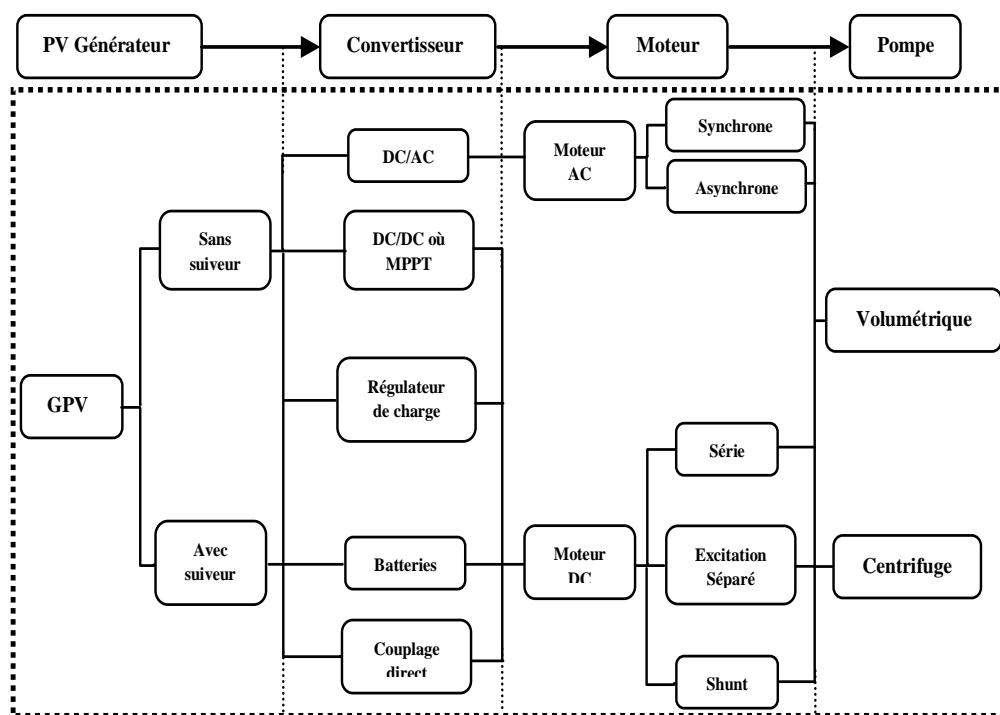 PV Générateur
Convertisseur
Moteur
Pompe
DC/AC
Moteur
AC
Synchrone
Asynchrone
Sans
suiveur
DC/DC où
MPPT
Volumétrique
GPV
Régulateur
de charge
Série
Avec
suiveur
Batteries
Moteur
DC
Excitation
Séparé
Centrifuge
Couplage
direct
Shunt